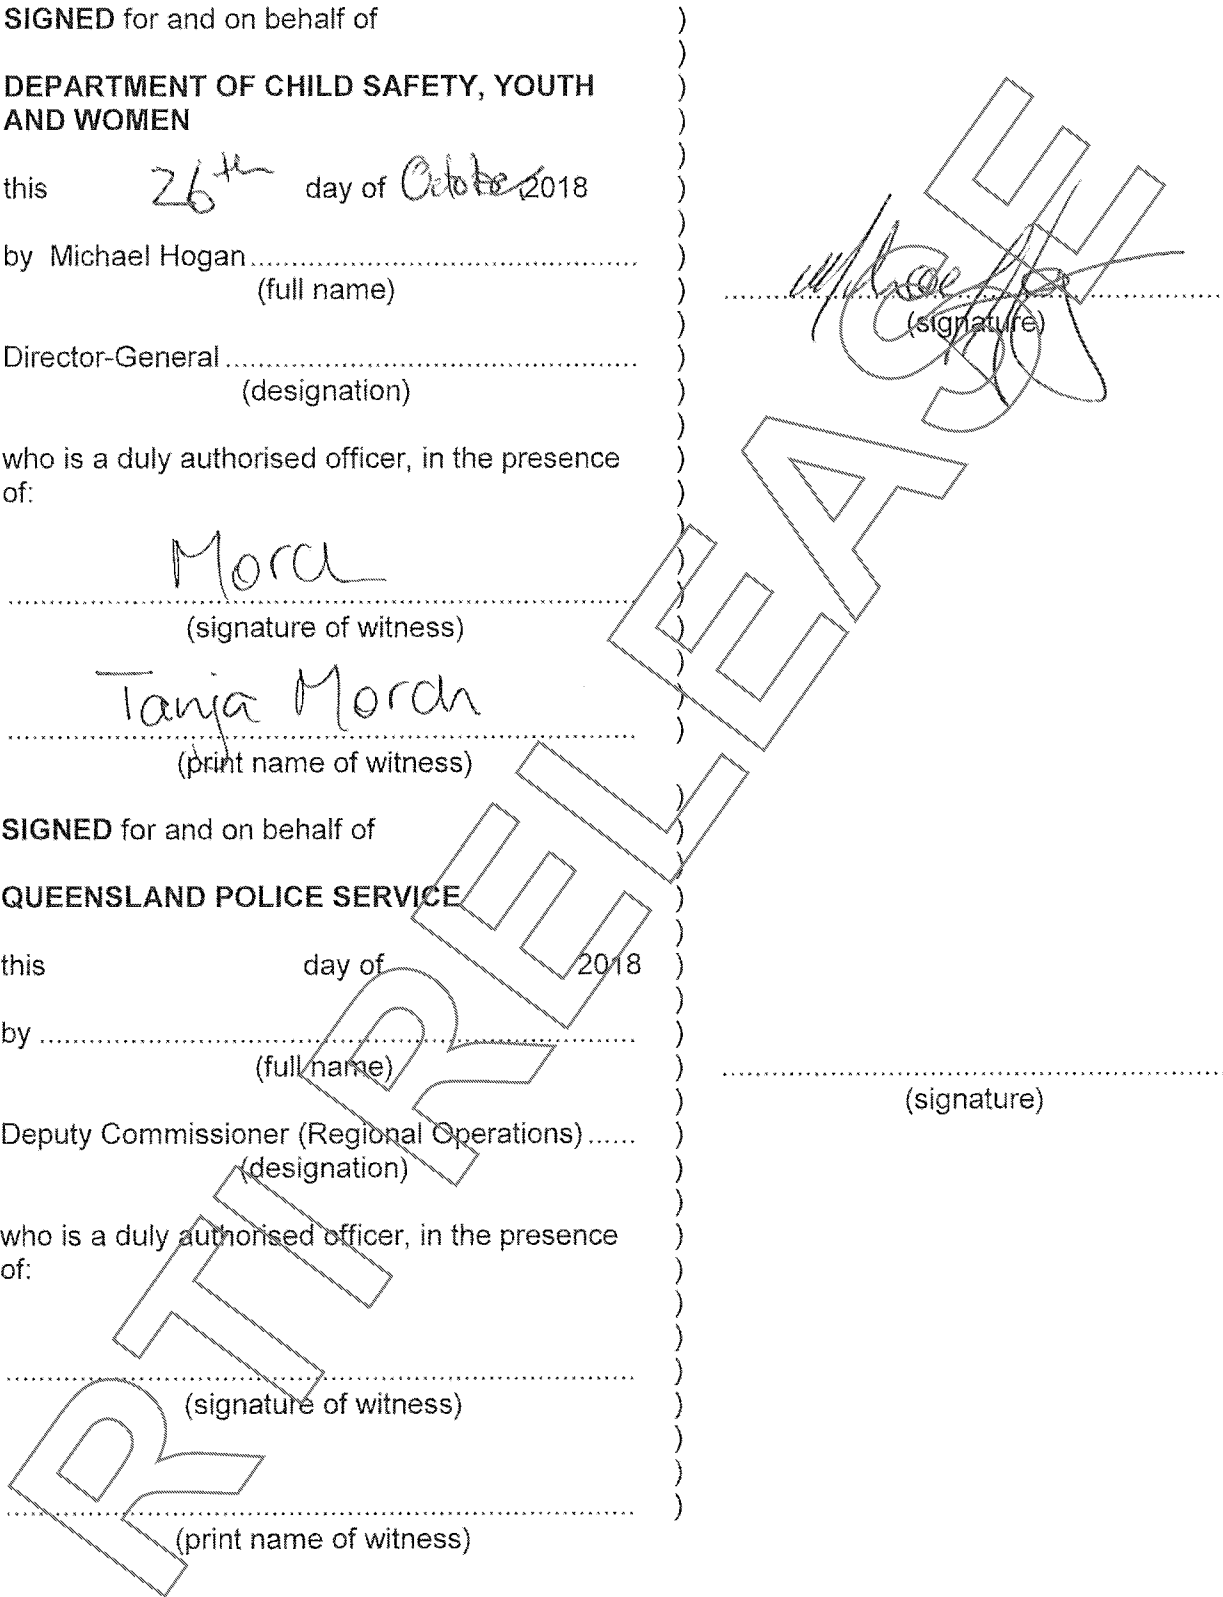 SIGNED for and on behalf of )
)
DEPARTMENT OF CHILD SAFETY, YOUTH )
AND WOMEN )
)
this 26th day of October 2018 )
)
by Michael Hogan.............................................. )
(full name) )
.............................................................
(signature)
)
Director-General ................................................. )
(designation) )
)
who is a duly authorised officer, in the presence )
of: )
)
Morch
............................................................................. )
(signature of witness) )
)
Tanja Morch )
............................................................................. )
(print name of witness)
)
SIGNED for and on behalf of )
)
QUEENSLAND POLICE SERVICE )
)
this day of 2018 )
)
by ......................................................................... )
(full name) )
.............................................................
(signature)
)
Deputy Commissioner (Regional Operations)...... )
(designation) )
)
who is a duly authorised officer, in the presence )
of: )
)
)
............................................................................. )
(signature of witness) )
)
)
............................................................................. )
(print name of witness)
RTI RELEASE